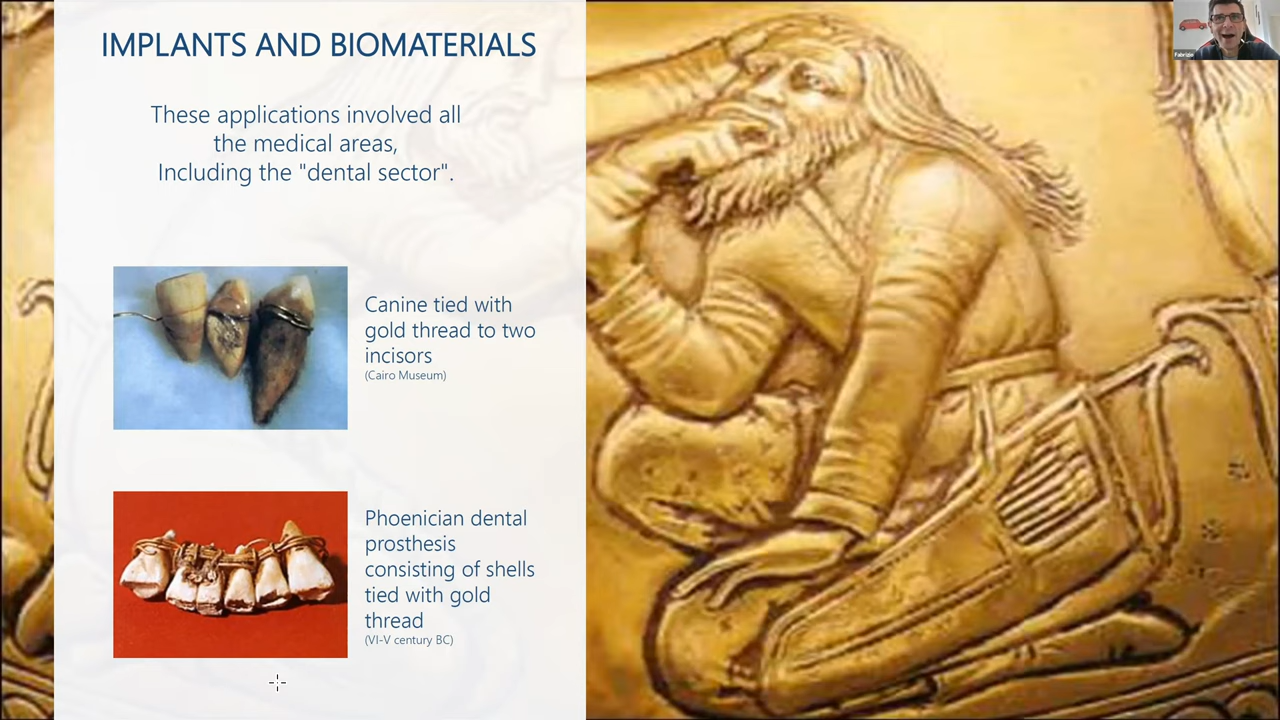 IMPLANTS AND BIOMATERIALS
These applications involved all
the medical areas,
Including the "dental sector".
Canine tied with
gold thread to two
incisors
(Cairo Museum)
Phoenician dental
prosthesis
consisting of shells
tied with gold
thread
(VI-V century BC)
Fabrizio